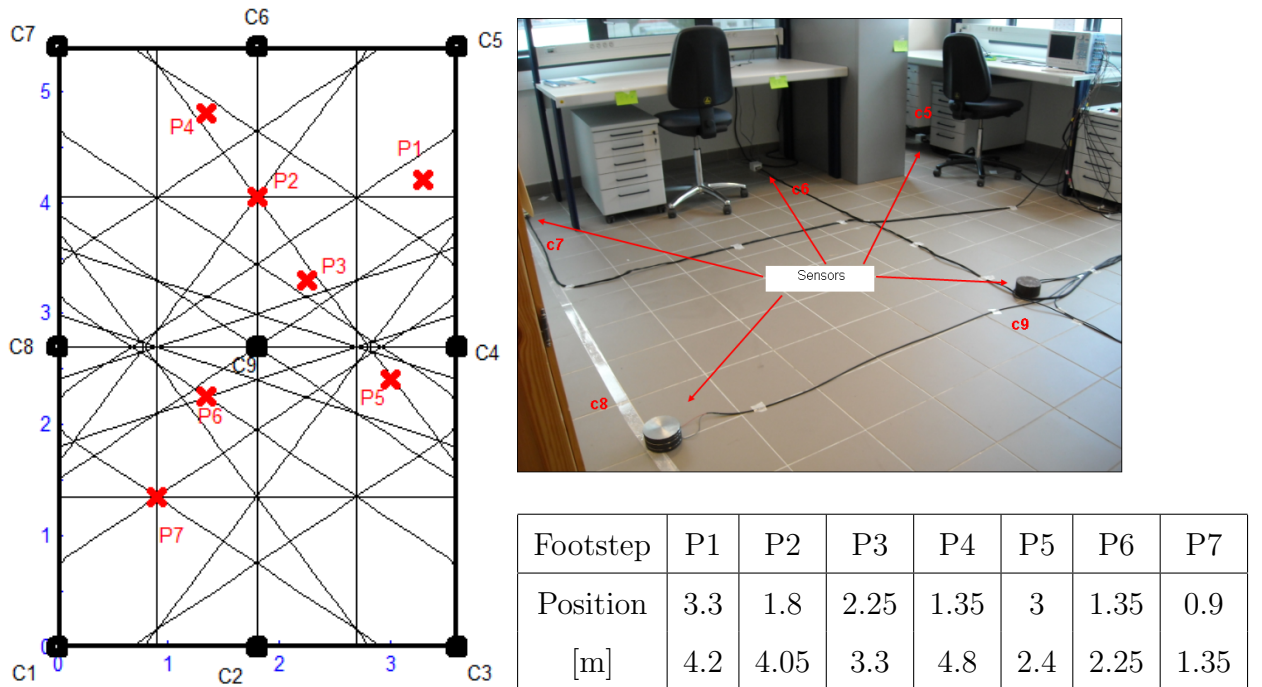 C7
C6
C5
5
P4
P1
P2
4
P3
3
C8
C9
C4
P5
P6
2
P7
1
0
C1
0
1
C2
2
3
C3
c5
c6
c7
Sensors
c9
c8
Footstep P1 P2 P3 P4 P5 P6 P7
Position 3.3 1.8 2.25 1.35 3 1.35 0.9
[m] 4.2 4.05 3.3 4.8 2.4 2.25 1.35